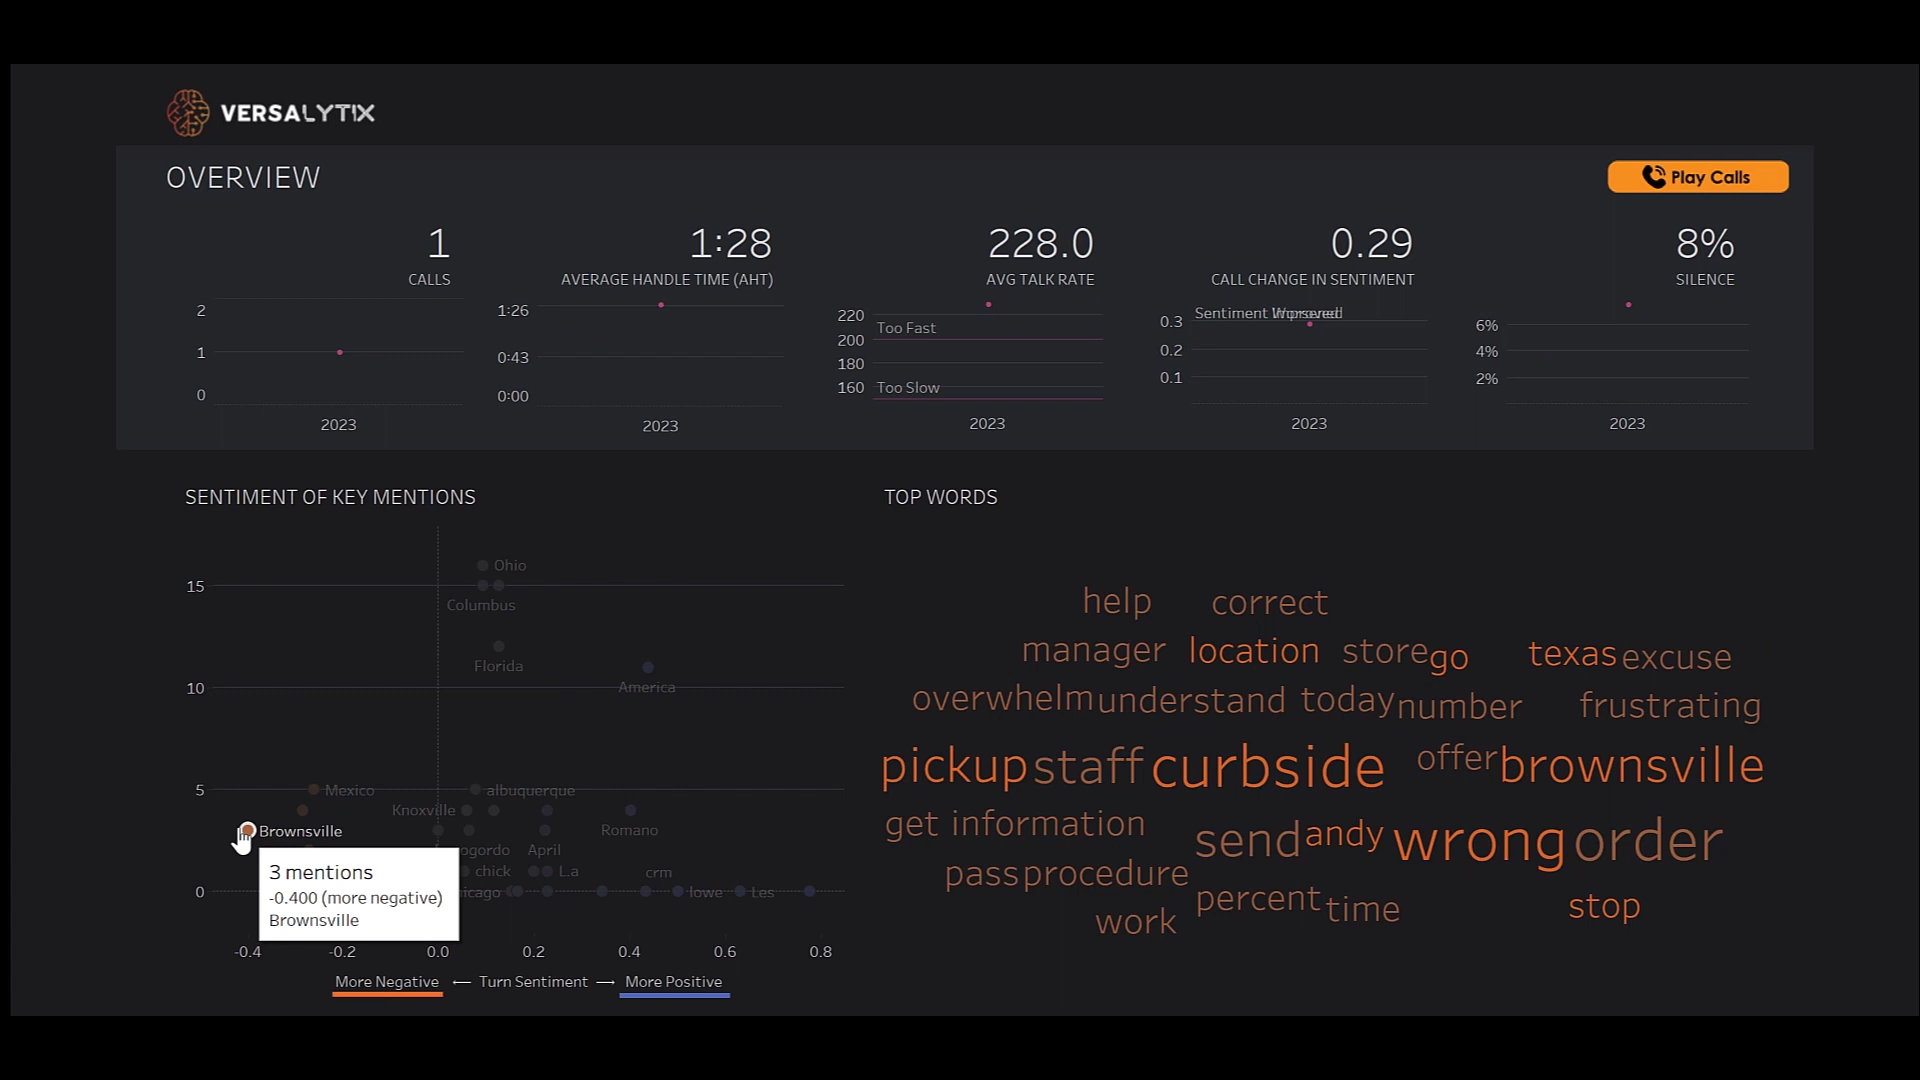 VERSALYTIX
OVERVIEW
Play Calls
1
CALLS
2
1
0
2023
1:28
AVERAGE HANDLE TIME (AHT)
1:26
0:43
0:00
2023
228.0
AVG TALK RATE
220
Too Fast
200
180
160 Too Slow
2023
0.29
CALL CHANGE IN SENTIMENT
Sentiment Improved
0.3
0.2
0.1
2023
8%
SILENCE
6%
4%
2%
2023
SENTIMENT OF KEY MENTIONS
Ohio
15
Columbus
Florida
10
America
5 Mexico albuquerque
Knoxville
Brownsville Romano
ogordo April
3 mentions
-0.400 (more negative)
Brownsville
chick L.a crm
0 icago lowe Les
-0.4 -0.2 0.0 0.2 0.4 0.6 0.8
More Negative ← Turn Sentiment → More Positive
TOP WORDS
help correct
manager location store go texas excuse
overwhelm understand today number frustrating
pickup staff curbside offer brownsville
get information send andy wrong order
pass procedure percent time stop
work